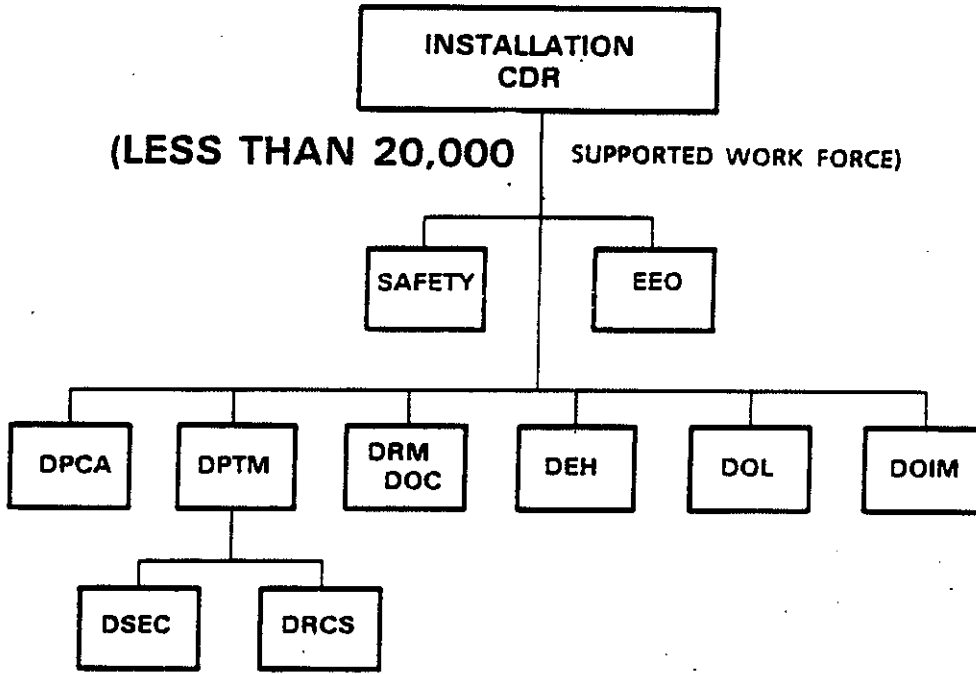 INSTALLATION
CDR
(LESS THAN 20,000 SUPPORTED WORK FORCE)
SAFETY
EEO
DPCA
DPTM
DRM
DOC
DEH
DOL
DOIM
DSEC
DRCS